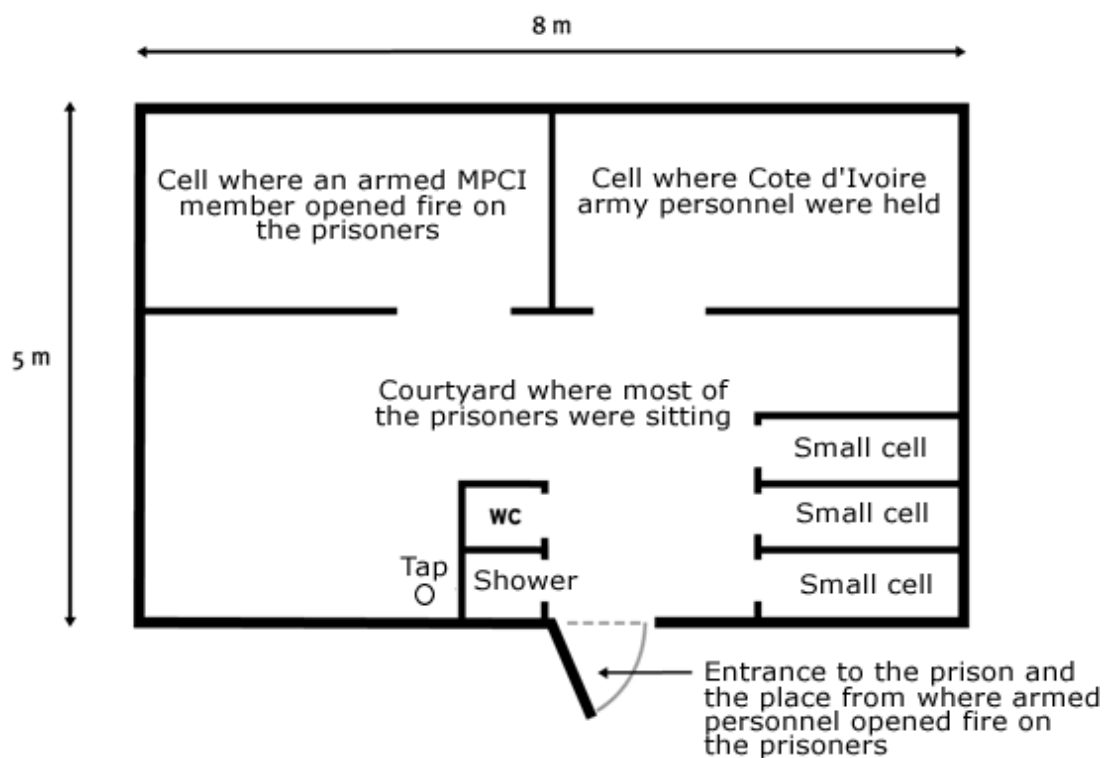 8 m
5 m
Cell where an armed MPCI
member opened fire on
the prisoners
Cell where Cote d'Ivoire
army personnel were held
Courtyard where most of
the prisoners were sitting
Small cell
WC
Small cell
Tap
Shower
Small cell
Entrance to the prison and
the place from where armed
personnel opened fire on
the prisoners